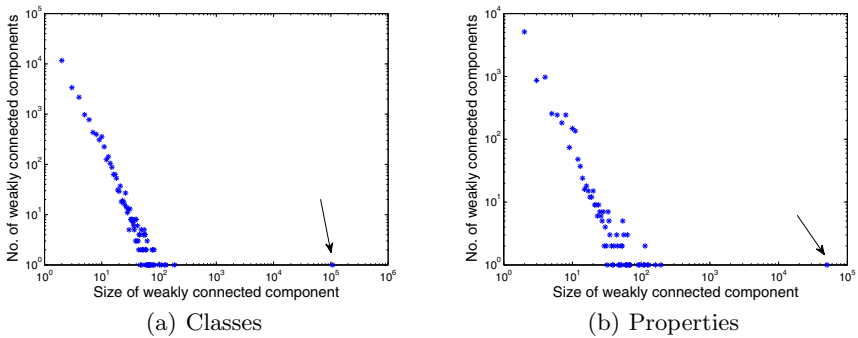 10^5
10^4
10^3
10^2
10^1
10^0
No. of weakly connected components
10^0 10^1 10^2 10^3 10^4 10^5 10^6
Size of weakly connected component
(a) Classes
10^4
10^3
10^2
10^1
10^0
No. of weakly connected components
10^0 10^1 10^2 10^3 10^4 10^5
Size of weakly connected component
(b) Properties